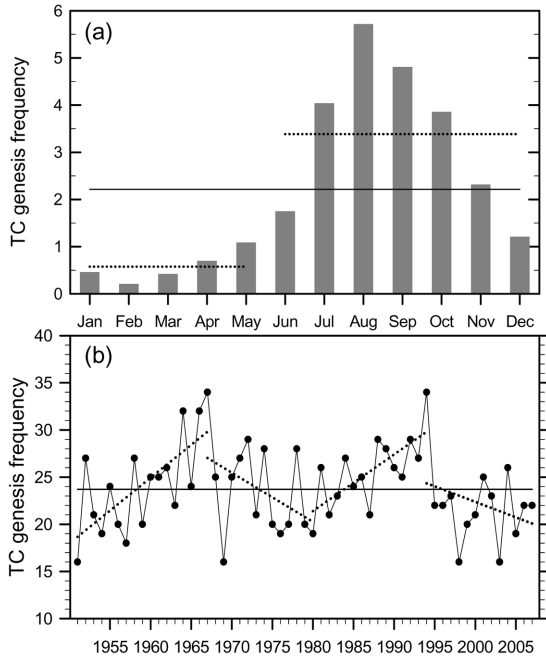 (a)
TC genesis frequency
6
5
4
3
2
1
0
Jan Feb Mar Apr May Jun Jul Aug Sep Oct Nov Dec
(b)
TC genesis frequency
40
35
30
25
20
15
10
1955 1960 1965 1970 1975 1980 1985 1990 1995 2000 2005